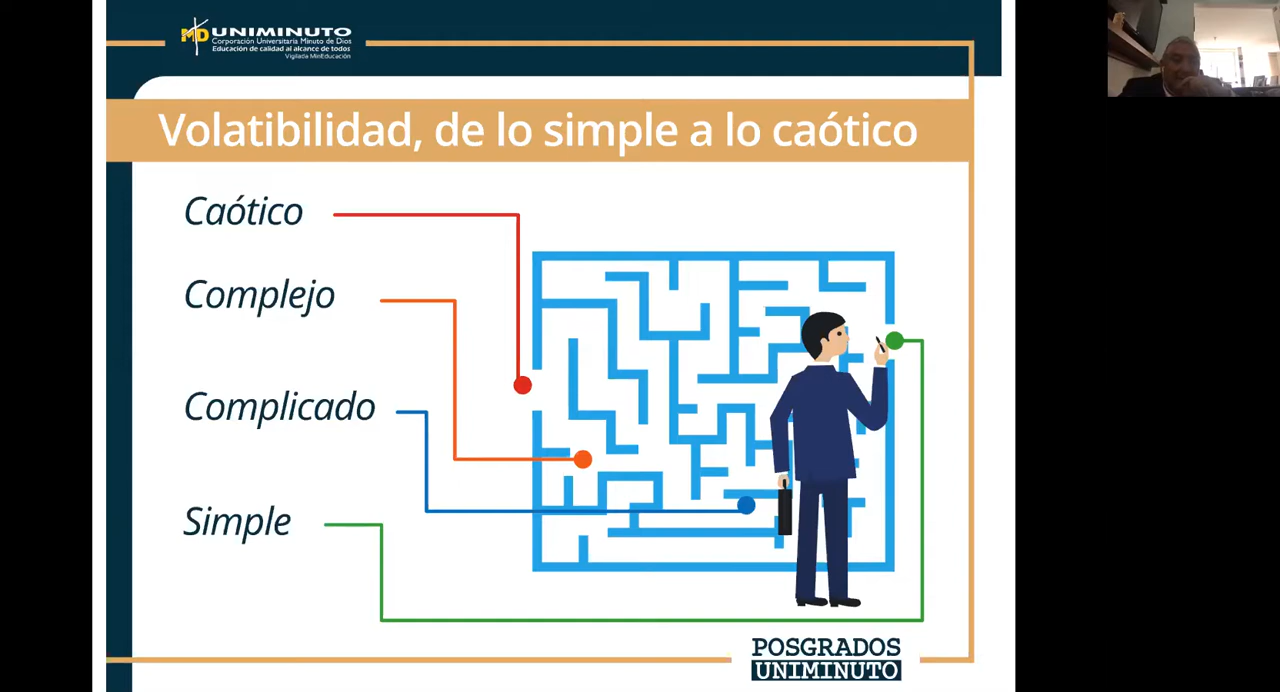 UNIMINUTO
Corporación Universitaria Minuto de Dios
Educación de calidad al alcance de todos
Vigilada MinEducación
Volatibilidad, de lo simple a lo caótico
Caótico
Complejo
Complicado
Simple
POSGRADOS
UNIMINUTO